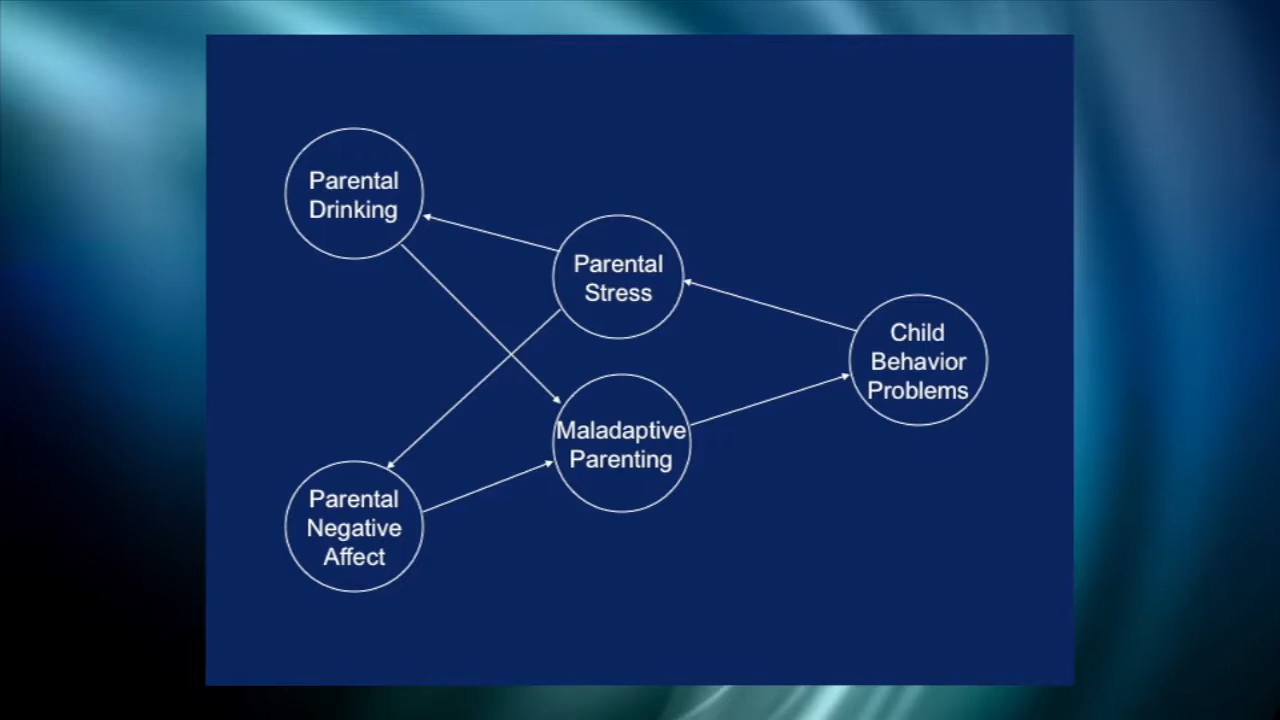 Parental
Drinking
Parental
Stress
Child
Behavior
Problems
Maladaptive
Parenting
Parental
Negative
Affect